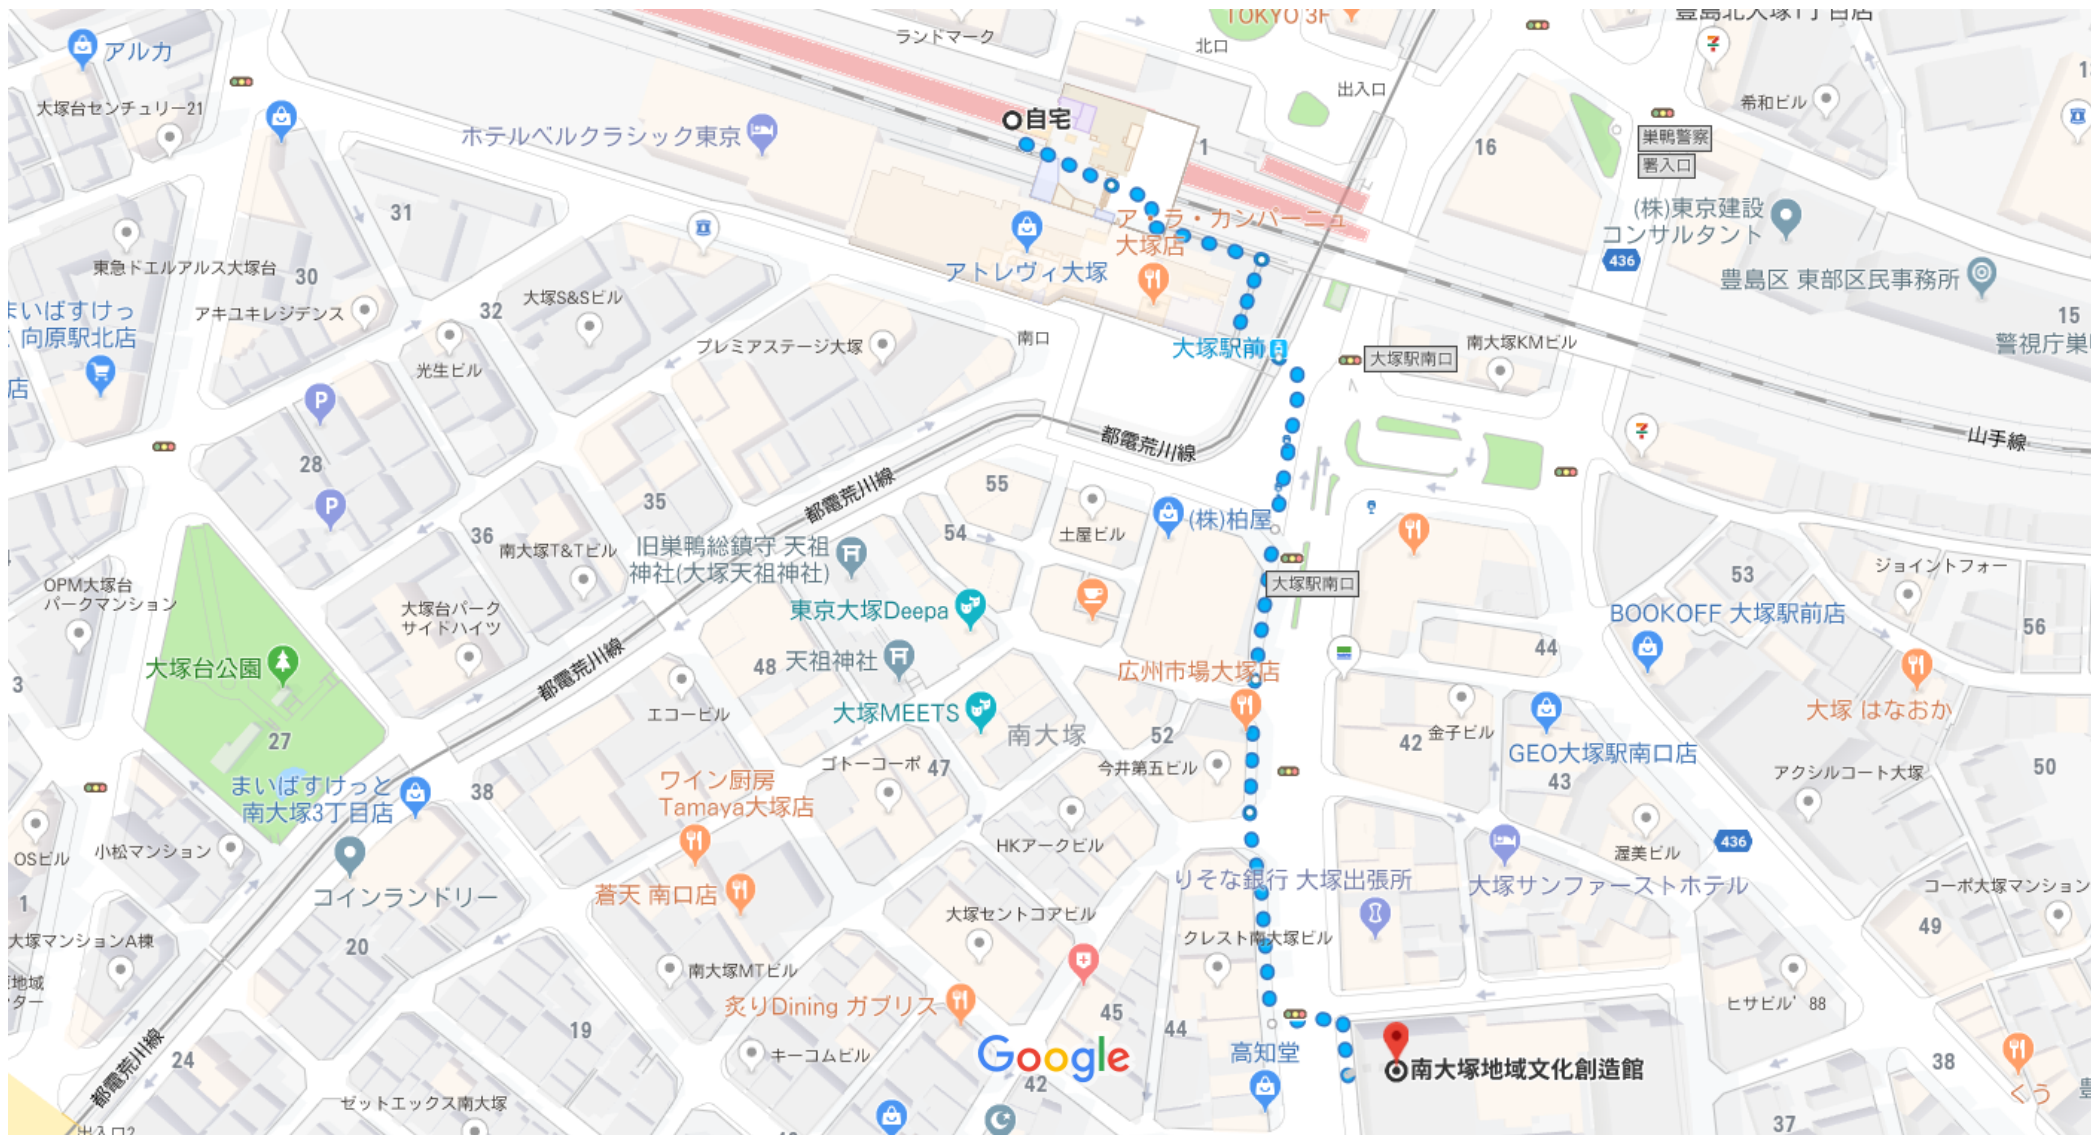 TOKYO 3F
豊島北大塚1丁目店
ランドマーク
北口
アルカ
出入口
大塚台センチュリー21
自宅
希和ビル
ホテルベルクラシック東京
1
16
巣鴨警察
署入口
31
ア・ラ・カンパーニュ
大塚店
(株)東京建設
コンサルタント
436
東急ドエルアルス大塚台
30
アトレヴィ大塚
豊島区 東部区民事務所
まいばすけっ
向原駅北店
アキユキレジデンス
32
大塚S&Sビル
15
南口
プレミアステージ大塚
大塚駅前
大塚駅南口
南大塚KMビル
警視庁巣
光生ビル
店
P
都電荒川線
山手線
28
P
35
都電荒川線
55
54
土屋ビル
(株)柏屋
36
南大塚T&Tビル
旧巣鴨総鎮守 天祖
神社(大塚天祖神社)
OPM大塚台
パークマンション
大塚台パーク
サイドハイツ
東京大塚Deepa
大塚駅南口
53
ジョイントフォー
BOOKOFF 大塚駅前店
56
44
大塚台公園
都電荒川線
48
天祖神社
広州市場大塚店
3
エコービル
大塚MEETS
南大塚
52
42
金子ビル
大塚 はなおか
27
GEO大塚駅南口店
43
まいばすけっと
南大塚3丁目店
38
ワイン厨房
Tamaya大塚店
ゴトーコーポ
47
今井第五ビル
アクシルコート大塚
50
OSビル
小松マンション
HKアークビル
渥美ビル
436
コインランドリー
蒼天 南口店
りそな銀行 大塚出張所
大塚サンファーストホテル
コーポ大塚マンション
1
大塚マンションA棟
20
大塚セントコアビル
クレスト南大塚ビル
49
地域
ター
南大塚MTビル
炙りDining ガブリス
45
44
ヒサビル’88
19
Google
高知堂
南大塚地域文化創造館
24
キーコムビル
42
38
都電荒川線
ゼットエックス南大塚
37
くう
出入口2